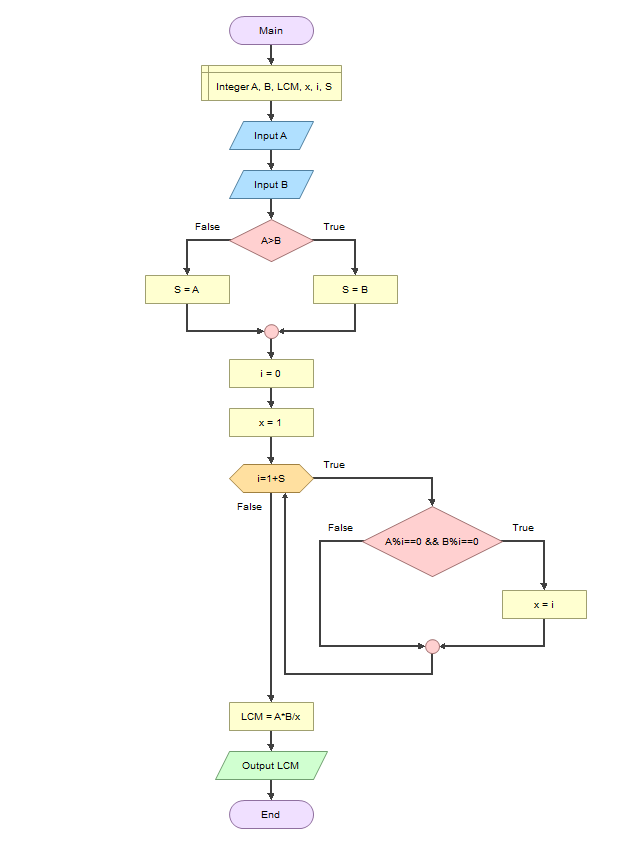 Main
Integer A, B, LCM, x, i, S
Input A
Input B
False
True
A>B
S = A
S = B
i = 0
x = 1
True
i=1+S
False
False
True
A%i==0 && B%i==0
x = i
LCM = A*B/x
Output LCM
End